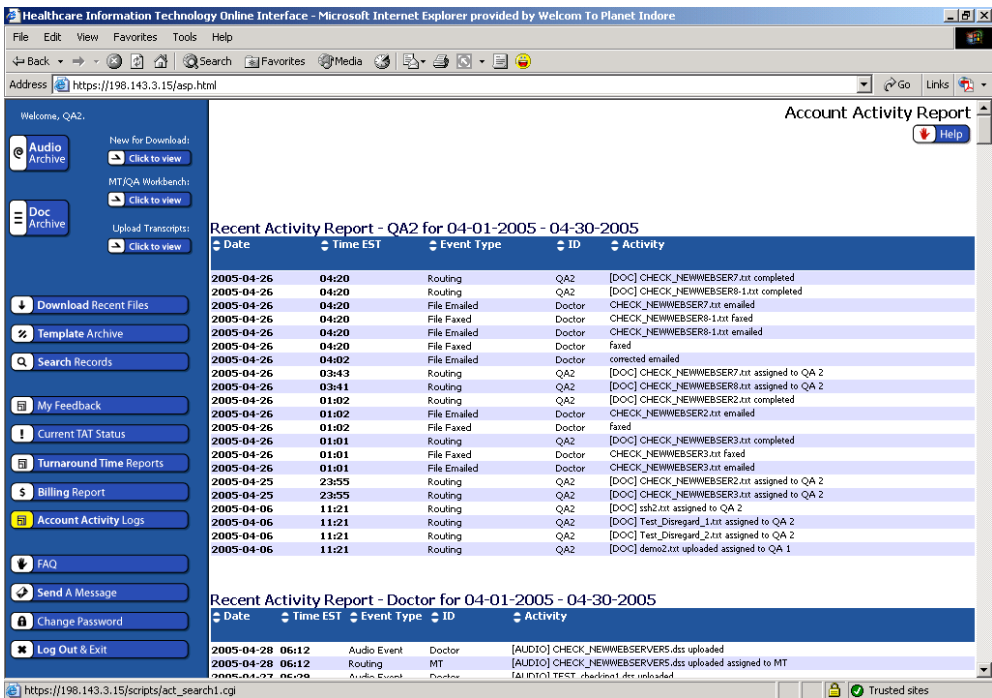 Healthcare Information Technology Online Interface - Microsoft Internet Explorer provided by Welcom To Planet Indore
File Edit View Favorites Tools Help
Back Search Favorites Media
Address https://198.143.3.15/asp.html Go Links
Welcome, QA2.
Account Activity Report
Help
Audio Archive
New for Download:
Click to view
MT/QA Workbench:
Click to view
Doc Archive
Upload Transcripts:
Click to view
Download Recent Files
Template Archive
Search Records
My Feedback
Current TAT Status
Turnaround Time Reports
Billing Report
Account Activity Logs
FAQ
Send A Message
Change Password
Log Out & Exit
Recent Activity Report - QA2 for 04-01-2005 - 04-30-2005
Date Time EST Event Type ID Activity
2005-04-26 04:20 Routing QA2 [DOC] CHECK_NEWWEBSER7.txt completed
2005-04-26 04:20 Routing QA2 [DOC] CHECK_NEWWEBSER8-1.txt completed
2005-04-26 04:20 File Emailed Doctor CHECK_NEWWEBSER7.txt emailed
2005-04-26 04:20 File Faxed Doctor CHECK_NEWWEBSER8-1.txt faxed
2005-04-26 04:20 File Emailed Doctor CHECK_NEWWEBSER8-1.txt emailed
2005-04-26 04:20 File Faxed Doctor faxed
2005-04-26 04:02 File Emailed Doctor corrected emailed
2005-04-26 03:43 Routing QA2 [DOC] CHECK_NEWWEBSER7.txt assigned to QA 2
2005-04-26 03:41 Routing QA2 [DOC] CHECK_NEWWEBSER8.txt assigned to QA 2
2005-04-26 01:02 Routing QA2 [DOC] CHECK_NEWWEBSER2.txt completed
2005-04-26 01:02 File Emailed Doctor CHECK_NEWWEBSER2.txt emailed
2005-04-26 01:02 File Faxed Doctor faxed
2005-04-26 01:01 Routing QA2 [DOC] CHECK_NEWWEBSER3.txt completed
2005-04-26 01:01 File Faxed Doctor CHECK_NEWWEBSER3.txt faxed
2005-04-26 01:01 File Emailed Doctor CHECK_NEWWEBSER3.txt emailed
2005-04-25 23:55 Routing QA2 [DOC] CHECK_NEWWEBSER2.txt assigned to QA 2
2005-04-25 23:55 Routing QA2 [DOC] CHECK_NEWWEBSER3.txt assigned to QA 2
2005-04-06 11:21 Routing QA2 [DOC] ssh2.txt assigned to QA 2
2005-04-06 11:21 Routing QA2 [DOC] Test_Disregard_1.txt assigned to QA 2
2005-04-06 11:21 Routing QA2 [DOC] Test_Disregard_2.txt assigned to QA 2
2005-04-06 11:21 Routing QA2 [DOC] demo2.txt uploaded assigned to QA 1
Recent Activity Report - Doctor for 04-01-2005 - 04-30-2005
Date Time EST Event Type ID Activity
2005-04-28 06:12 Audio Event Doctor [AUDIO] CHECK_NEWWEBSERVER5.dss uploaded
2005-04-28 06:12 Routing MT [AUDIO] CHECK_NEWWEBSERVER5.dss uploaded assigned to MT
2005-04-27 06:29 Audio Event Doctor [AUDIO] TEST_checking1.dss uploaded
https://198.143.3.15/scripts/act_search1.cgi Trusted sites